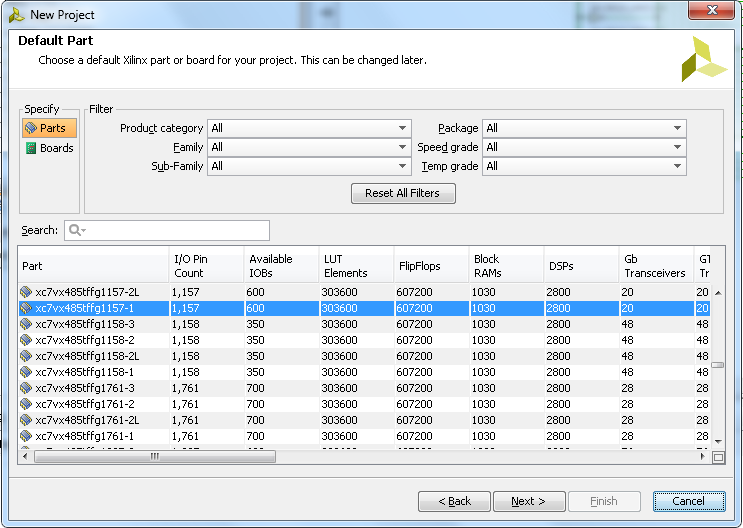 New Project
Default Part
Choose a default Xilinx part or board for your project. This can be changed later.
Specify
Parts
Boards
Filter
Product category All
Package All
Family All
Speed grade All
Sub-Family All
Temp grade All
Reset All Filters
Search:
Part I/O Pin Count Available IOBs LUT Elements FlipFlops Block RAMs DSPs Gb Transceivers GT Tr
xc7vx485tffg1157-2L 1,157 600 303600 607200 1030 2800 20 20
xc7vx485tffg1157-1 1,157 600 303600 607200 1030 2800 20 20
xc7vx485tffg1158-3 1,158 350 303600 607200 1030 2800 48 48
xc7vx485tffg1158-2 1,158 350 303600 607200 1030 2800 48 48
xc7vx485tffg1158-2L 1,158 350 303600 607200 1030 2800 48 48
xc7vx485tffg1158-1 1,158 350 303600 607200 1030 2800 48 48
xc7vx485tffg1761-3 1,761 700 303600 607200 1030 2800 28 28
xc7vx485tffg1761-2 1,761 700 303600 607200 1030 2800 28 28
xc7vx485tffg1761-2L 1,761 700 303600 607200 1030 2800 28 28
xc7vx485tffg1761-1 1,761 700 303600 607200 1030 2800 28 28
< Back
Next >
Finish
Cancel